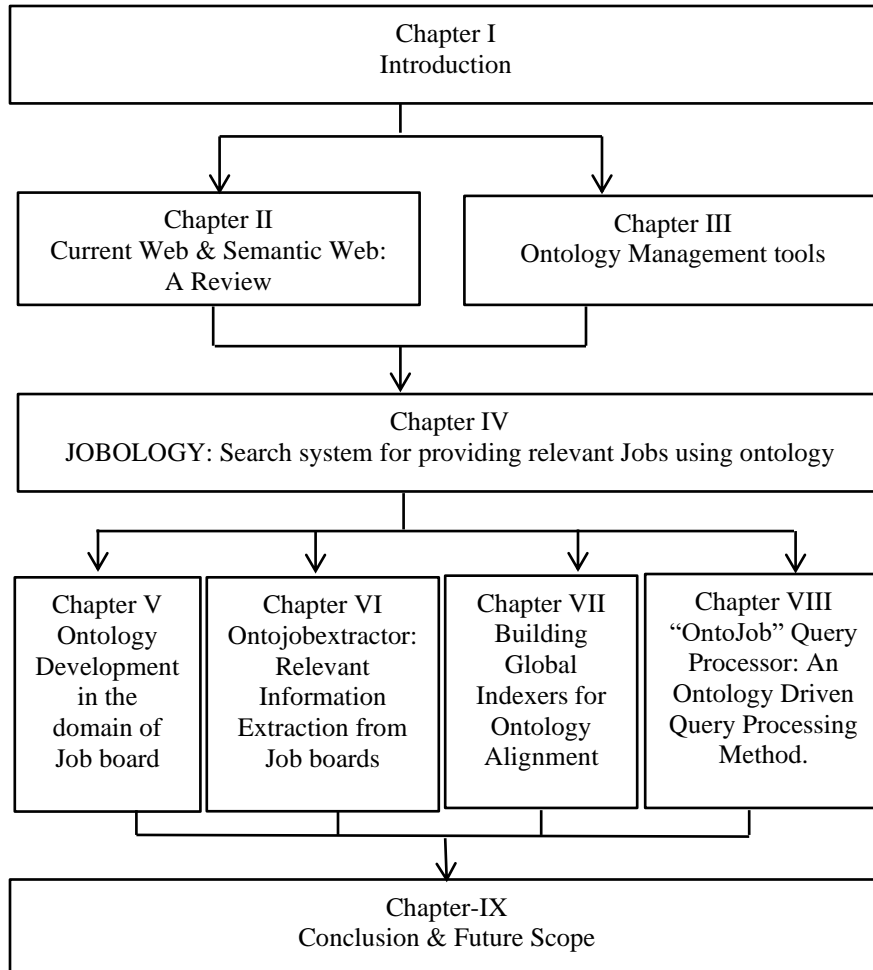 Chapter I
Introduction
Chapter II
Current Web & Semantic Web:
A Review
Chapter III
Ontology Management tools
Chapter IV
JOBOLOGY: Search system for providing relevant Jobs using ontology
Chapter V
Ontology
Development
in the
domain of
Job board
Chapter VI
Ontojobextractor:
Relevant
Information
Extraction from
Job boards
Chapter VII
Building
Global
Indexers for
Ontology
Alignment
Chapter VIII
“OntoJob” Query
Processor: An
Ontology Driven
Query Processing
Method.
Chapter-IX
Conclusion & Future Scope